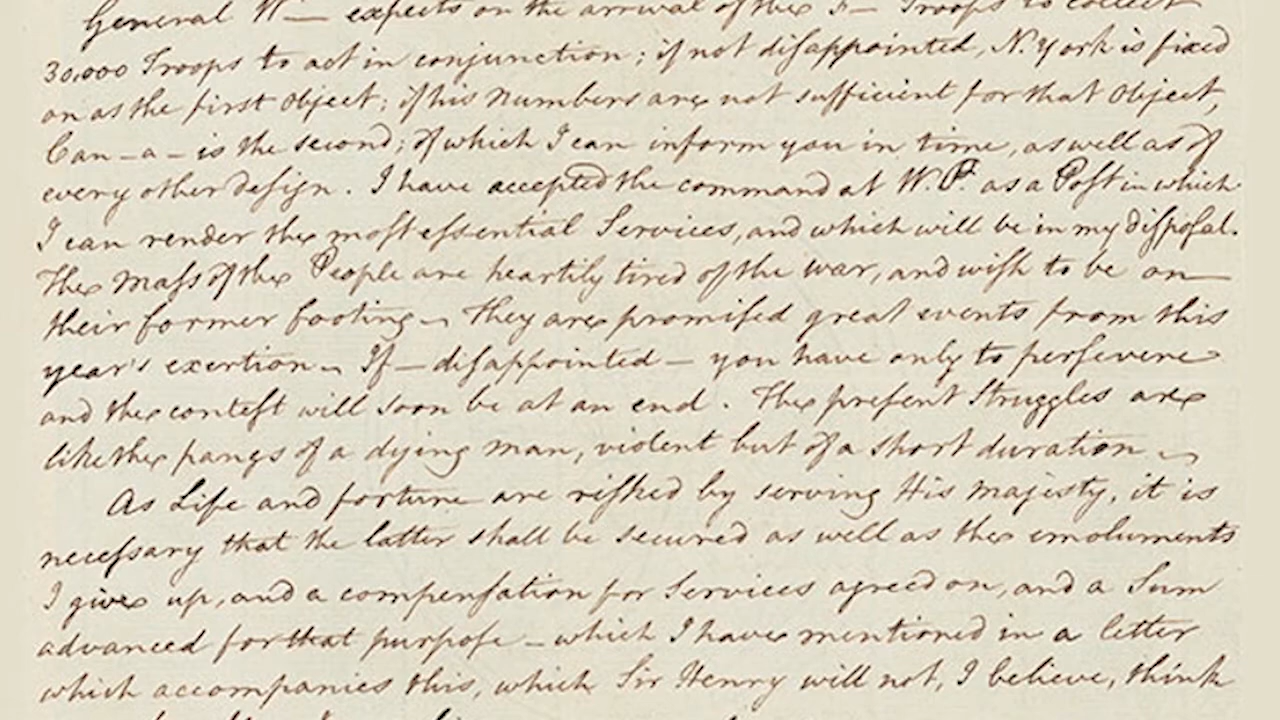 General W— expects on the arrival of the F— Troops to collect
30,000 Troops to act in conjunction; if not disappointed, N. York is fixed
on as the first Object; if his numbers are not sufficient for that Object,
Can-a- is the second; of which I can inform you in time, as well as of
every other design. I have accepted the command at W. P. as a Post in which
I can render the most essential Services, and which will be in my disposal.
The mass of the People are heartily tired of the war, and wish to be on
their former footing – They are promised great events from this
year's exertion – If – disappointed – you have only to persevere
and the contest will soon be at an end. The present Struggles are
like the pangs of a dying man, violent but of a short duration –
As Life and fortune are risked by serving His Majesty, it is
necessary that the latter shall be secured as well as the emoluments
I give up, and a compensation for Services agreed on, and a Sum
advanced for that purpose – which I have mentioned in a letter
which accompanies this, which Sir Henry will not, I believe, think